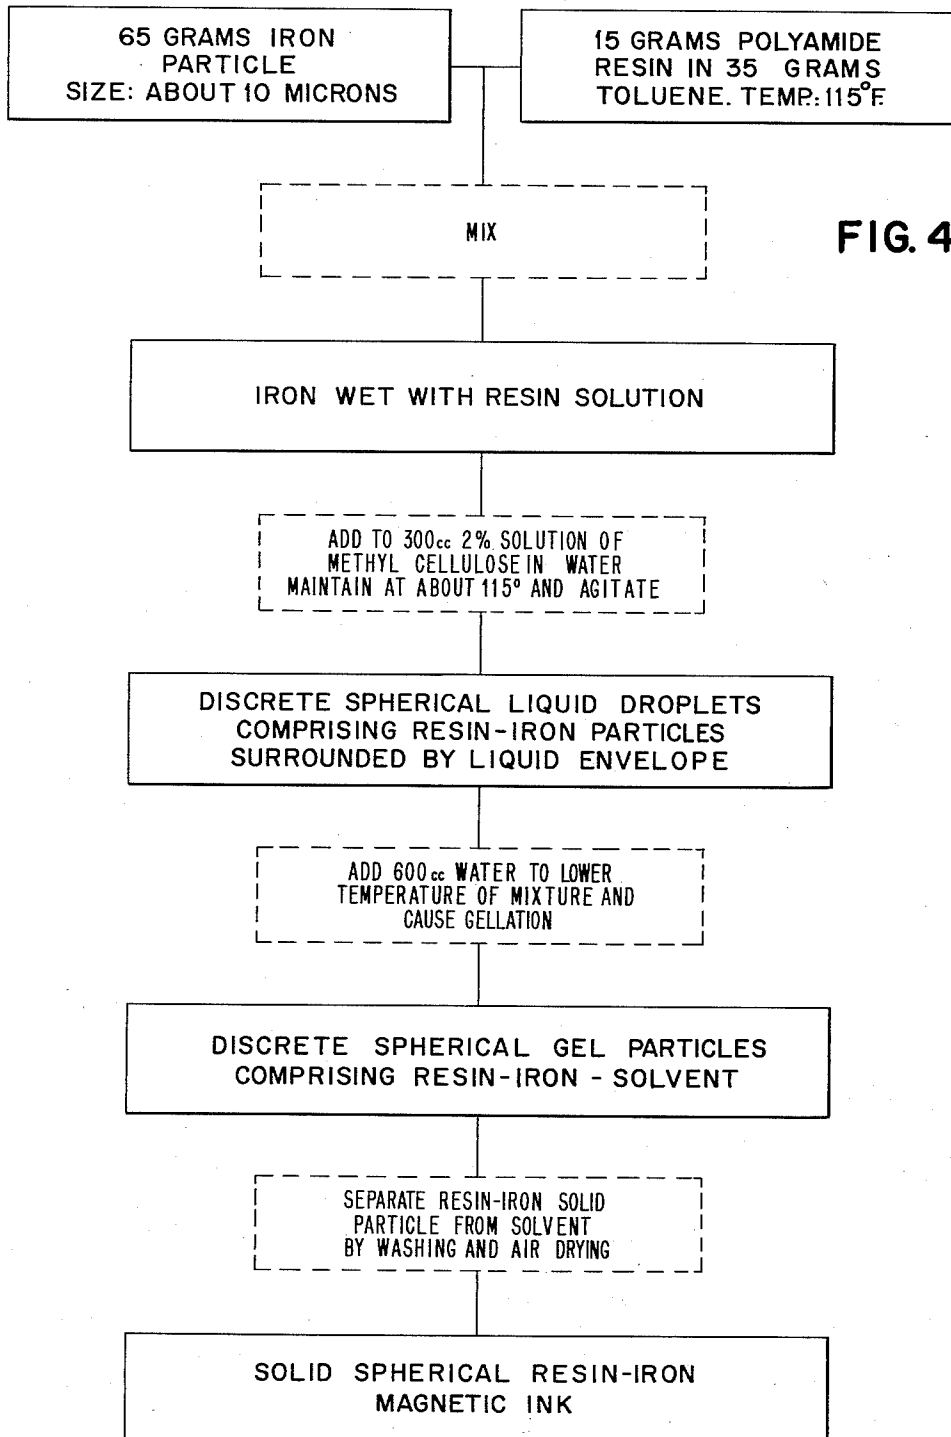 65 GRAMS IRON
PARTICLE
SIZE: ABOUT 10 MICRONS
15 GRAMS POLYAMIDE
RESIN IN 35 GRAMS
TOLUENE. TEMP.: 115°F.
MIX
FIG. 4
IRON WET WITH RESIN SOLUTION
ADD TO 300cc 2% SOLUTION OF
METHYL CELLULOSE IN WATER
MAINTAIN AT ABOUT 115° AND AGITATE
DISCRETE SPHERICAL LIQUID DROPLETS
COMPRISING RESIN-IRON PARTICLES
SURROUNDED BY LIQUID ENVELOPE
ADD 600cc WATER TO LOWER
TEMPERATURE OF MIXTURE AND
CAUSE GELLATION
DISCRETE SPHERICAL GEL PARTICLES
COMPRISING RESIN-IRON - SOLVENT
SEPARATE RESIN-IRON SOLID
PARTICLE FROM SOLVENT
BY WASHING AND AIR DRYING
SOLID SPHERICAL RESIN-IRON
MAGNETIC INK